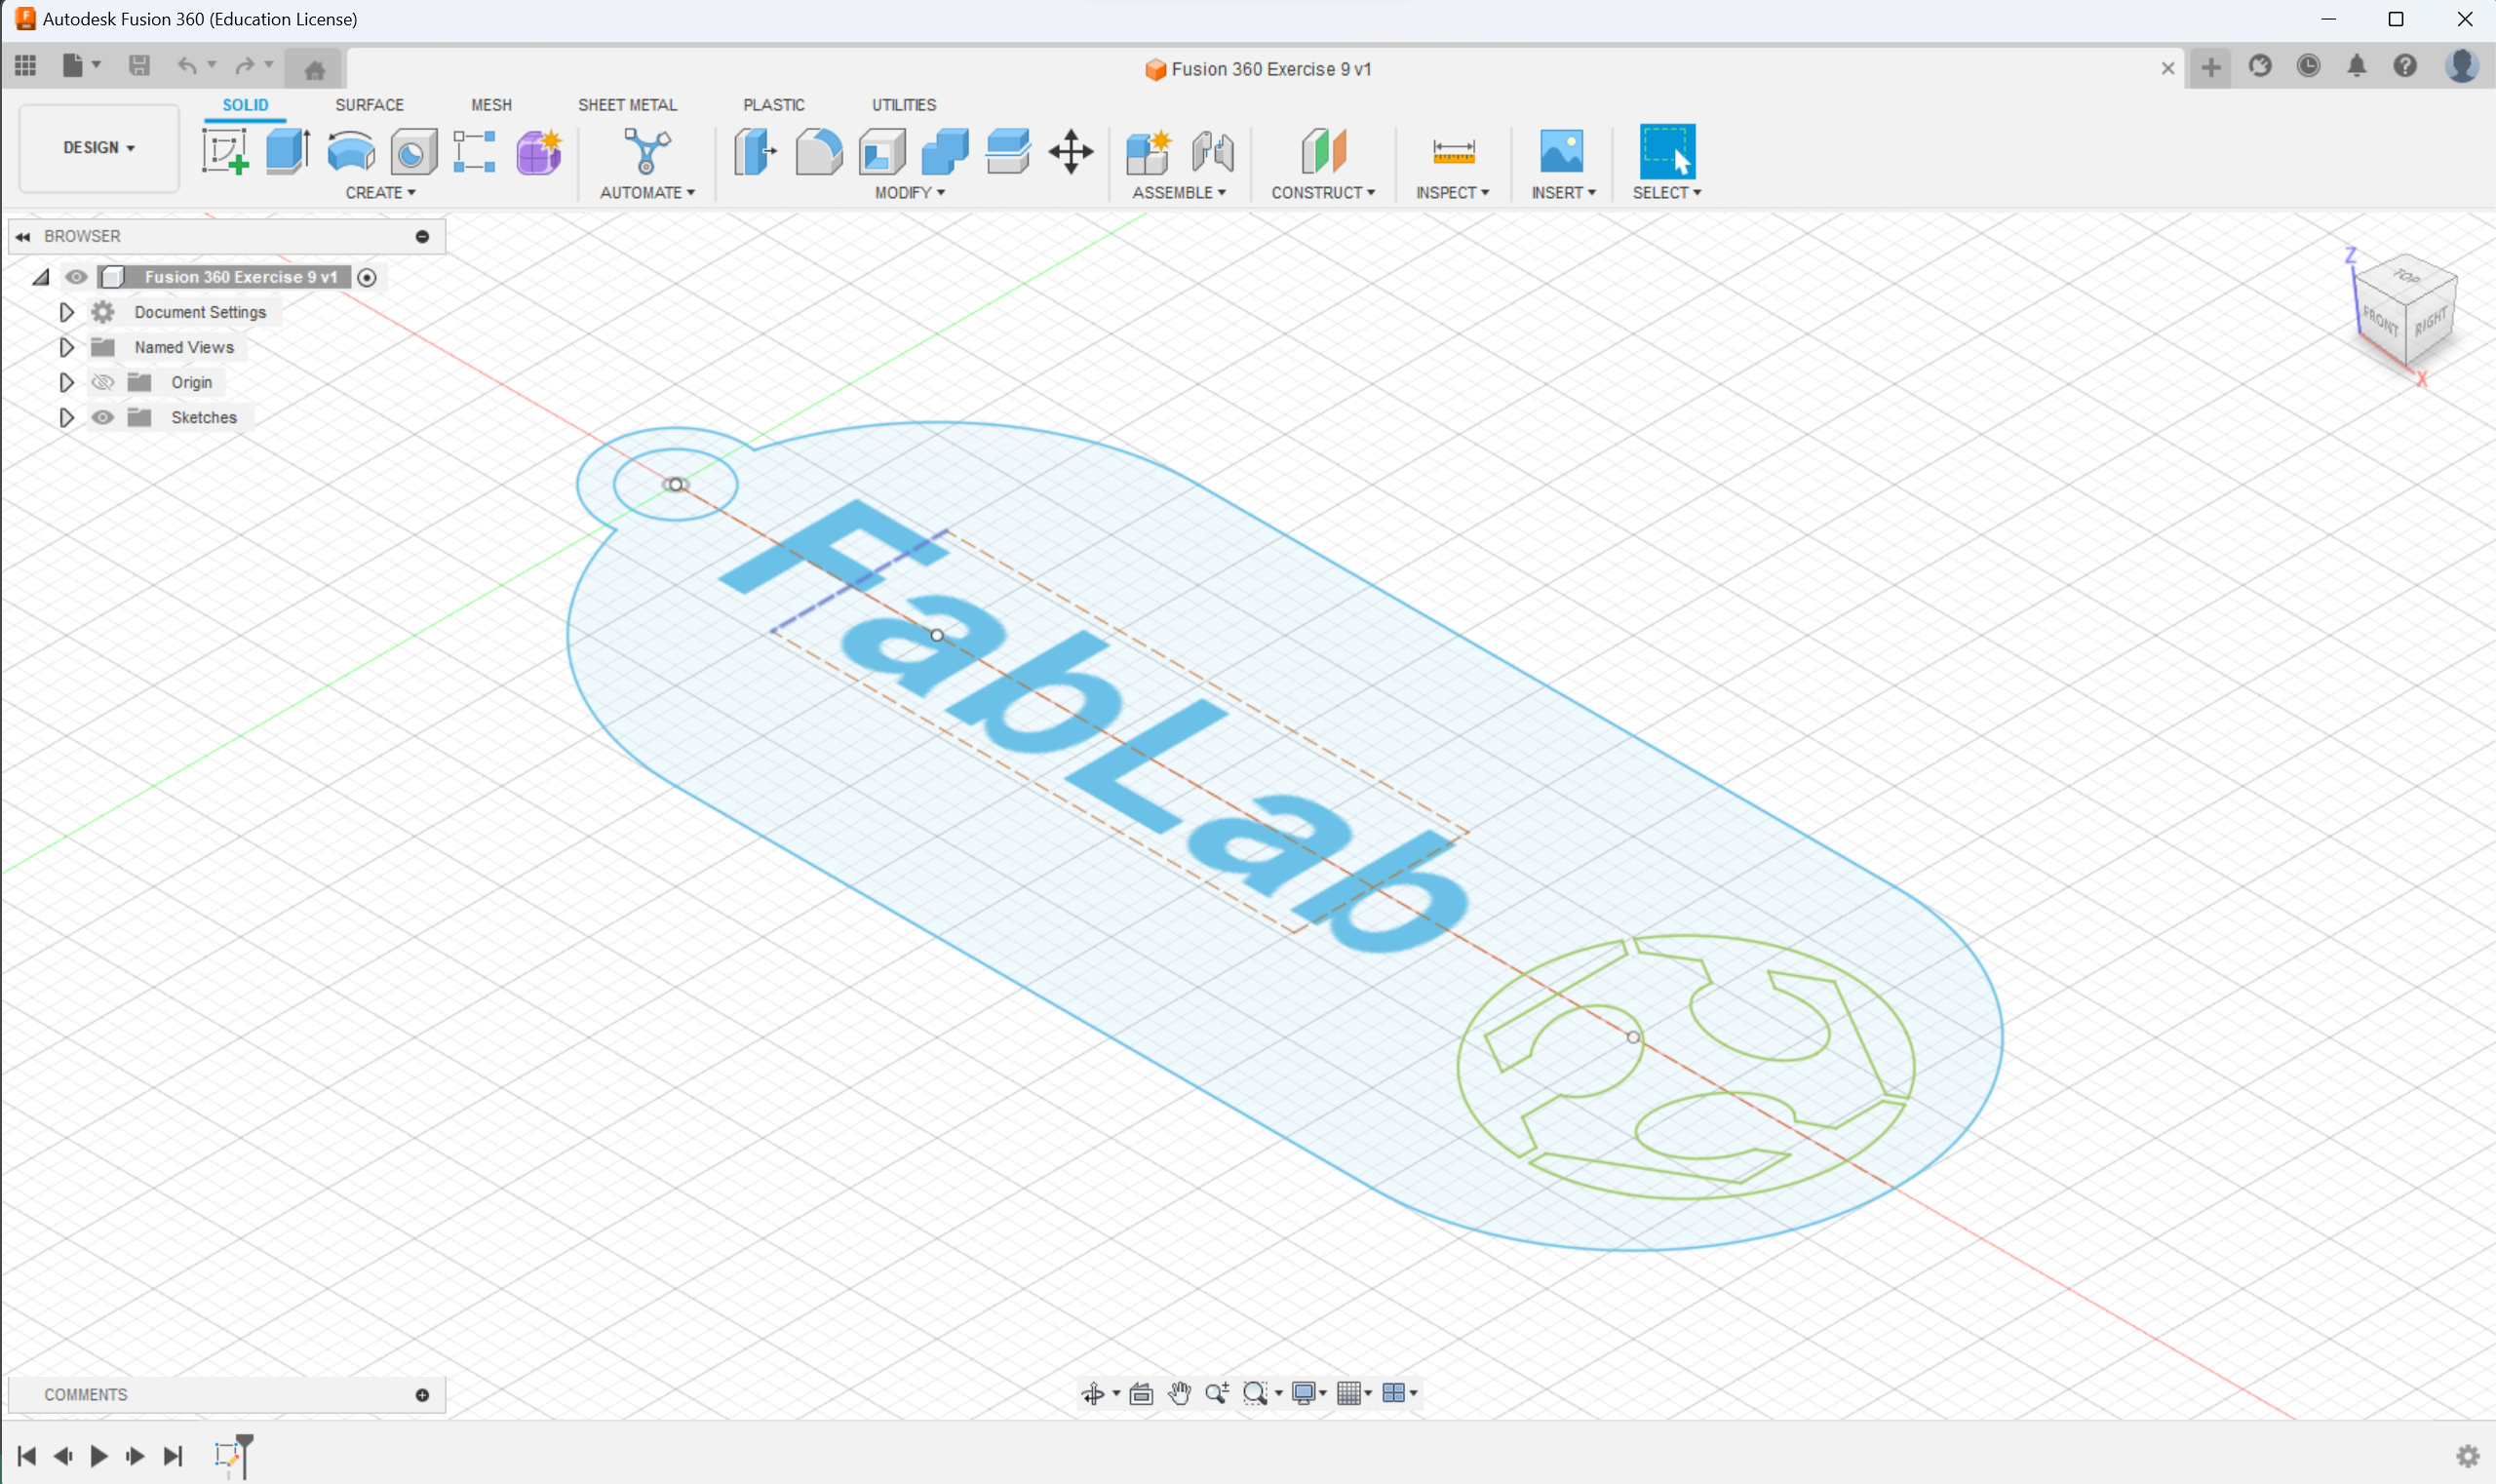 Autodesk Fusion 360 (Education License)
Fusion 360 Exercise 9 v1
SOLID SURFACE MESH SHEET METAL PLASTIC UTILITIES
DESIGN
CREATE AUTOMATE MODIFY ASSEMBLE CONSTRUCT INSPECT INSERT SELECT
BROWSER
Fusion 360 Exercise 9 v1
Document Settings
Named Views
Origin
Sketches
Z
TOP
FRONT RIGHT
X
FabLab
COMMENTS